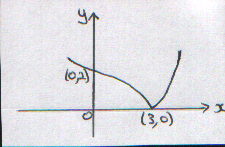 y
(0,2)
0 (3,0) x